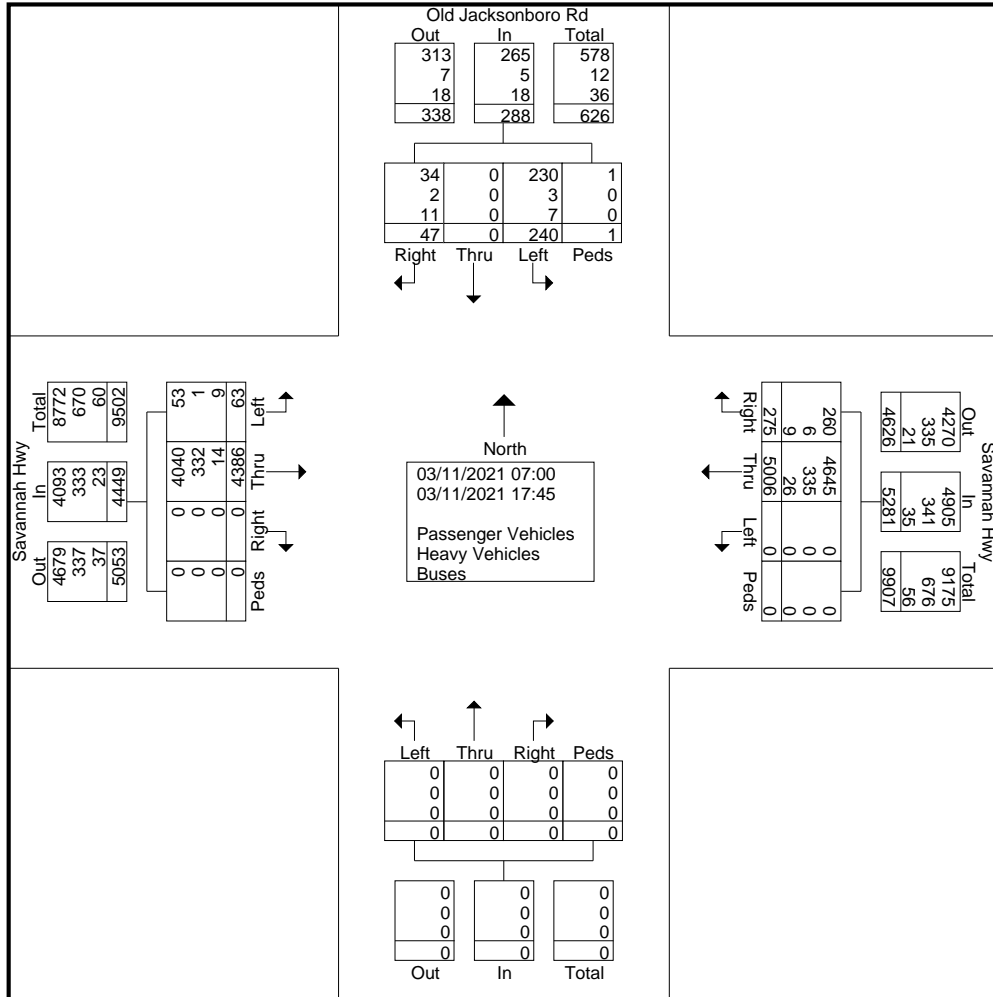 Old Jacksonboro Rd
Out In Total
313 265 578
7 5 12
18 18 36
338 288 626
34 0 230 1
2 0 3 0
11 0 7 0
47 0 240 1
Right Thru Left Peds
Savannah Hwy
Total In Out
8772 4093 4679
670 333 337
60 23 37
9502 4449 5053
Left Thru Right Peds
53 4040 0 0
1 332 0 0
9 14 0 0
63 4386 0 0
North
03/11/2021 07:00
03/11/2021 17:45
Passenger Vehicles
Heavy Vehicles
Buses
Right Thru Left Peds
260 4645 0 0
6 335 0 0
9 26 0 0
275 5006 0 0
Savannah Hwy
Out In Total
4270 4905 9175
335 341 676
21 35 56
4626 5281 9907
Left Thru Right Peds
0 0 0 0
0 0 0 0
0 0 0 0
0 0 0 0
0 0 0
0 0 0
0 0 0
0 0 0
Out In Total